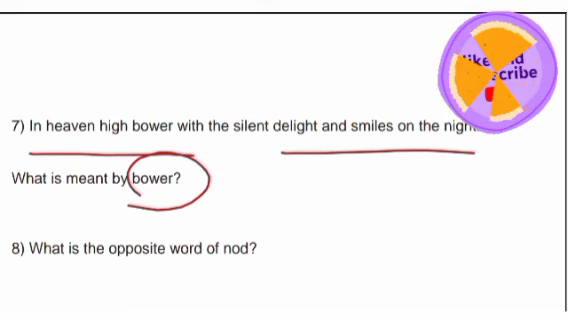 7) In heaven high bower with the silent delight and smiles on the
What is meant by bower?
8) What is the opposite word of nod?